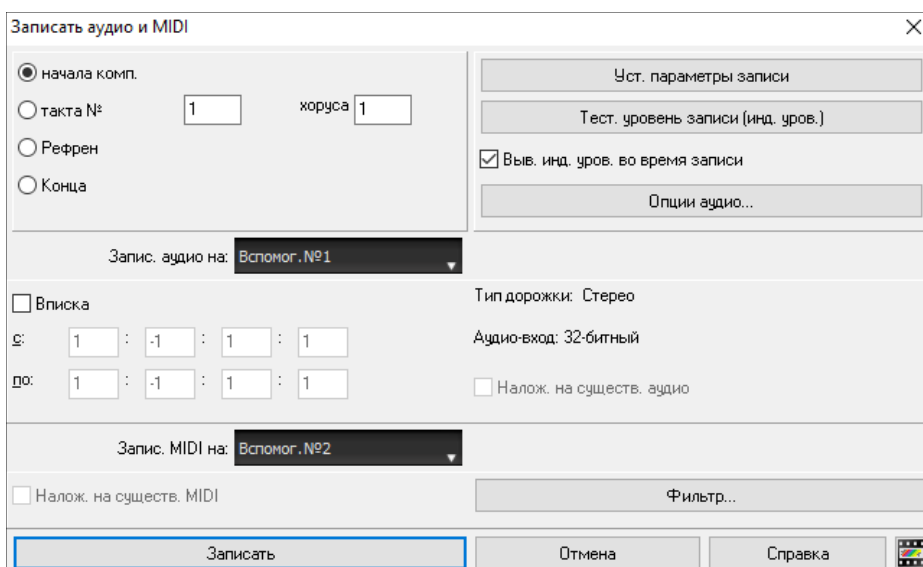 Записать аудио и MIDI
начала комп.
такта № 1 хоруса 1
Рефрен
Конца
Уст. параметры записи
Тест. уровень записи (инд. уров.)
Выв. инд. уров. во время записи
Опции аудио...
Запис. аудио на: Вспомог.№1
Вписка
с: 1 : -1 : 1 : 1
по: 1 : -1 : 1 : 1
Тип дорожки: Стерео
Аудио-вход: 32-битный
Налож. на существ. аудио
Запис. MIDI на: Вспомог.№2
Налож. на существ. MIDI
Фильтр...
Записать
Отмена
Справка